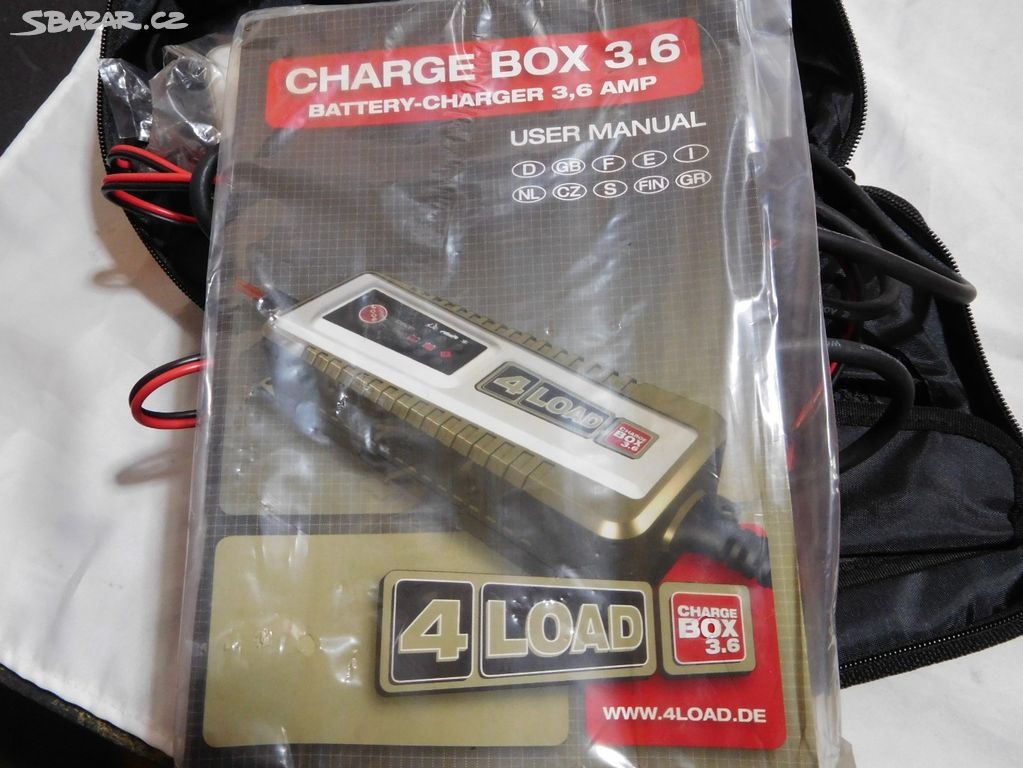 SBAZAR.CZ
CHARGE BOX 3.6
BATTERY-CHARGER 3,6 AMP
USER MANUAL
D GB F E I
NL CZ S FIN GR
4 LOAD
CHARGE
BOX
3.6
4 LOAD
CHARGE
BOX
3.6
WWW.4LOAD.DE